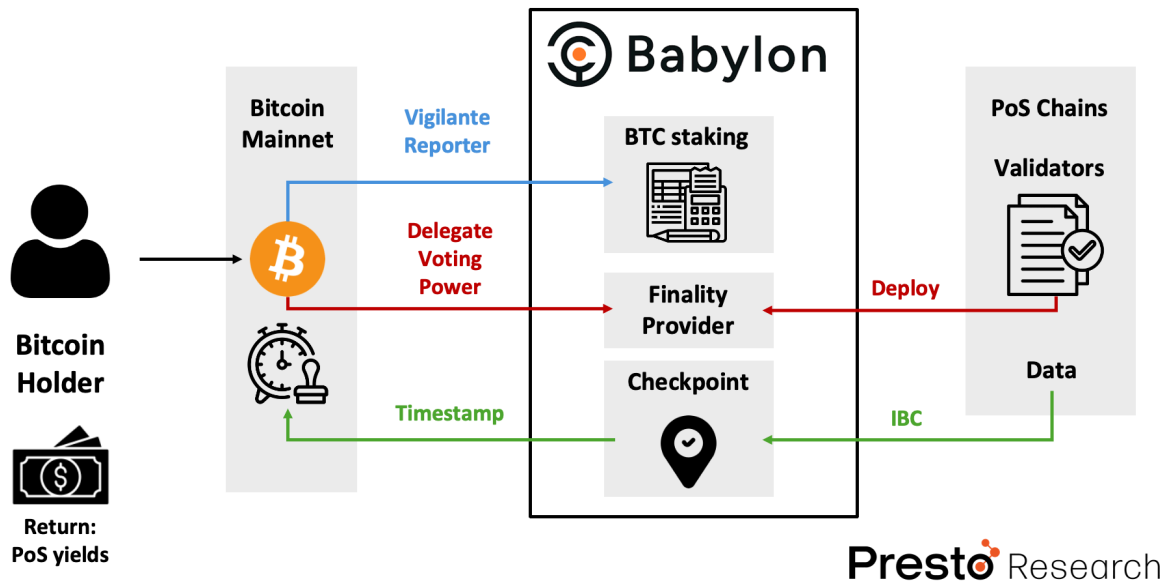 Babylon
Bitcoin
Mainnet
Vigilante
Reporter
BTC staking
PoS Chains
Validators
Delegate
Voting
Power
Finality
Provider
Deploy
Bitcoin
Holder
Checkpoint
Data
Timestamp
IBC
Return:
PoS yields
Presto Research